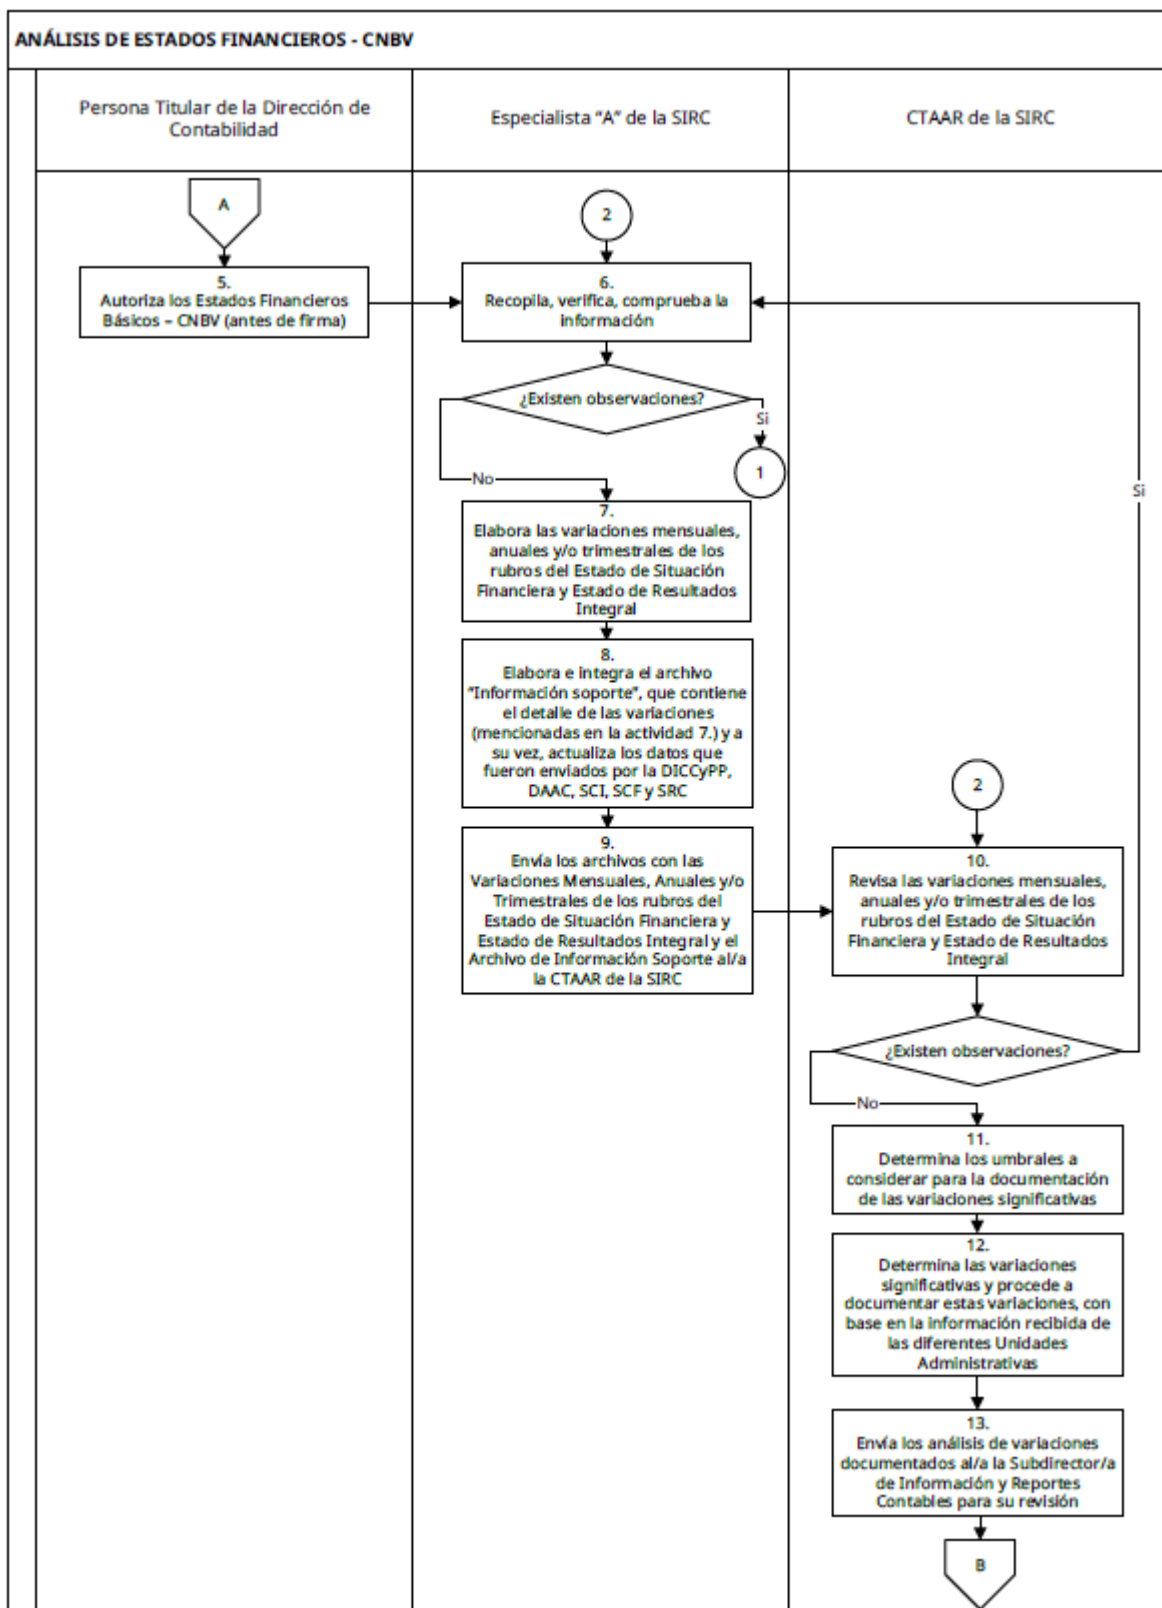 ANÁLISIS DE ESTADOS FINANCIEROS - CNBV
Persona Titular de la Dirección de
Contabilidad
Especialista “A” de la SIRC
CTAAR de la SIRC
A
5.
Autoriza los Estados Financieros
Básicos – CNBV (antes de firma)
2
6.
Recopila, verifica, comprueba la
información
¿Existen observaciones?
Si
1
No
7.
Elabora las variaciones mensuales,
anuales y/o trimestrales de los
rubros del Estado de Situación
Financiera y Estado de Resultados
Integral
8.
Elabora e integra el archivo
“Información soporte”, que contiene
el detalle de las variaciones
(mencionadas en la actividad 7.) y a
su vez, actualiza los datos que
fueron enviados por la DICCyPP,
DAAC, SCI, SCF y SRC
9.
Envía los archivos con las
Variaciones Mensuales, Anuales y/o
Trimestrales de los rubros del
Estado de Situación Financiera y
Estado de Resultados Integral y el
Archivo de Información Soporte al/a
la CTAAR de la SIRC
2
10.
Revisa las variaciones mensuales,
anuales y/o trimestrales de los
rubros del Estado de Situación
Financiera y Estado de Resultados
Integral
¿Existen observaciones?
Si
No
11.
Determina los umbrales a
considerar para la documentación
de las variaciones significativas
12.
Determina las variaciones
significativas y procede a
documentar estas variaciones, con
base en la información recibida de
las diferentes Unidades
Administrativas
13.
Envía los análisis de variaciones
documentados al/a la Subdirector/a
de Información y Reportes
Contables para su revisión
B